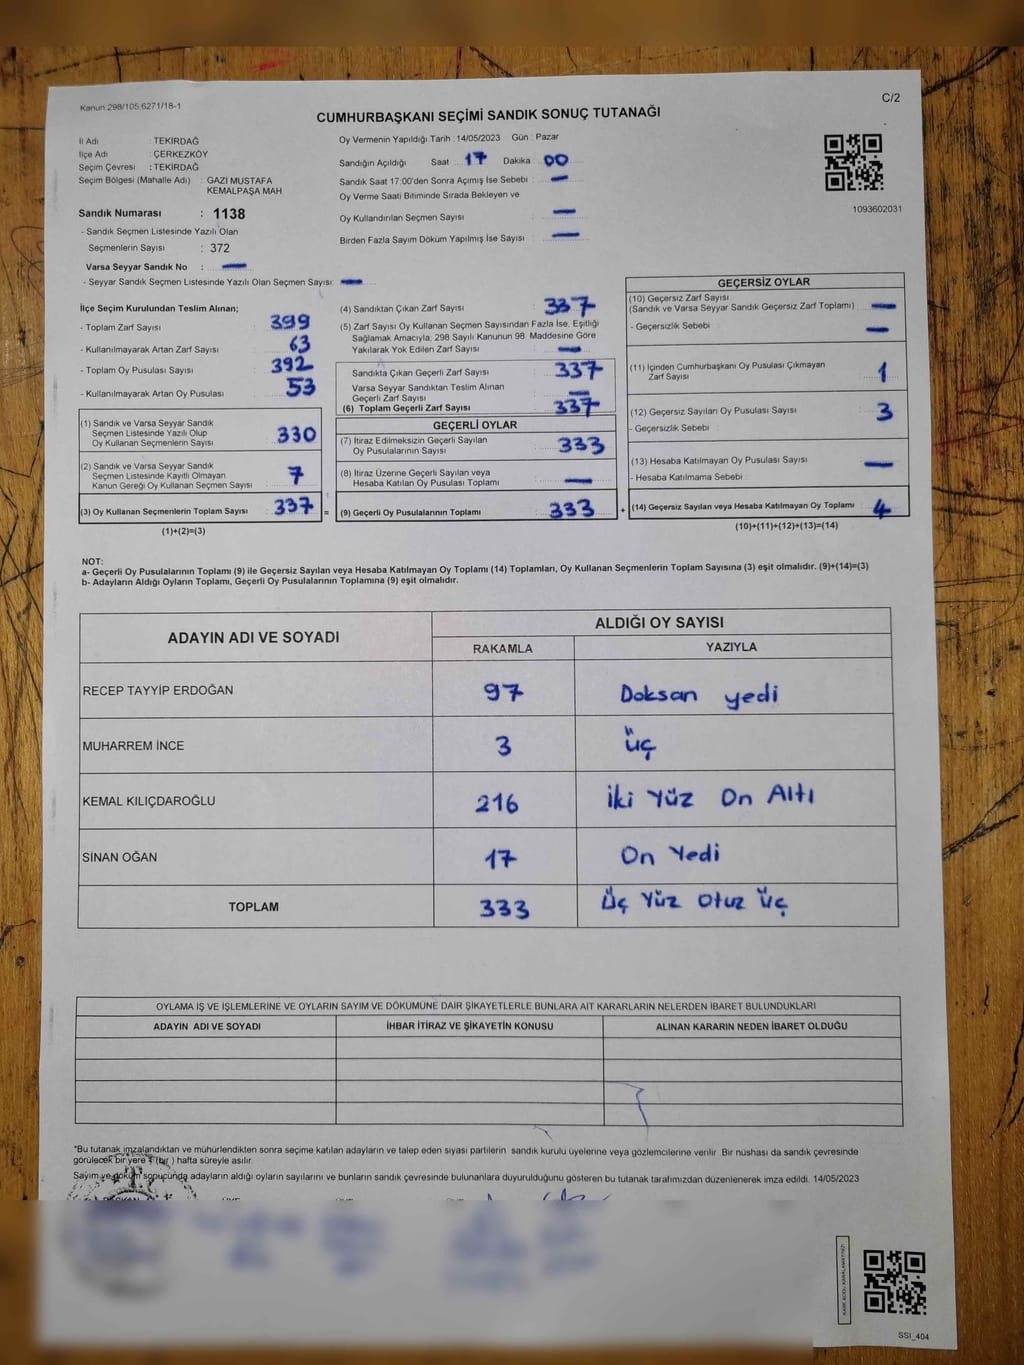 Kanun 298/105,6271/18-1
C/2
CUMHURBAŞKANI SEÇİMİ SANDIK SONUÇ TUTANAĞI
İl Adı : TEKİRDAĞ
İlçe Adı : ÇERKEZKÖY
Seçim Çevresi : TEKİRDAĞ
Seçim Bölgesi (Mahalle Adı) : GAZİ MUSTAFA
KEMALPAŞA MAH
Sandık Numarası : 1138
- Sandık Seçmen Listesinde Yazılı Olan
Seçmenlerin Sayısı : 372
Varsa Seyyar Sandık No : —
- Seyyar Sandık Seçmen Listesinde Yazılı Olan Seçmen Sayısı: —
Oy Vermenin Yapıldığı Tarih : 14/05/2023 Gün : Pazar
Sandığın Açıldığı Saat : 17 Dakika : 00
Sandık Saat 17:00'den Sonra Açımış İse Sebebi : —
Oy Verme Saati Bitiminde Sırada Bekleyen ve
Oy Kullandırılan Seçmen Sayısı : —
Birden Fazla Sayım Döküm Yapılmış İse Sayısı : —
1093602031
İlçe Seçim Kurulundan Teslim Alınan;
- Toplam Zarf Sayısı : 399
- Kullanılmayarak Artan Zarf Sayısı : 63
- Toplam Oy Pusulası Sayısı : 392
- Kullanılmayarak Artan Oy Pusulası : 53
(1) Sandık ve Varsa Seyyar Sandık
Seçmen Listesinde Yazılı Olup
Oy Kullanan Seçmenlerin Sayısı : 330
(2) Sandık ve Varsa Seyyar Sandık
Seçmen Listesinde Kayıtlı Olmayan
Kanun Gereği Oy Kullanan Seçmen Sayısı : 7
(3) Oy Kullanan Seçmenlerin Toplam Sayısı : 337 =
(1)+(2)=(3)
(4) Sandıktan Çıkan Zarf Sayısı : 337
(5) Zarf Sayısı Oy Kullanan Seçmen Sayısından Fazla İse, Eşitliği
Sağlamak Amacıyla, 298 Sayılı Kanunun 98. Maddesine Göre
Yakılarak Yok Edilen Zarf Sayısı : —
Sandıkta Çıkan Geçerli Zarf Sayısı : 337
Varsa Seyyar Sandıktan Teslim Alınan
Geçerli Zarf Sayısı : —
(6) Toplam Geçerli Zarf Sayısı : 337
GEÇERLİ OYLAR
(7) İtiraz Edilmeksizin Geçerli Sayılan
Oy Pusulalarının Sayısı : 333
(8) İtiraz Üzerine Geçerli Sayılan veya
Hesaba Katılan Oy Pusulası Toplamı : —
(9) Geçerli Oy Pusulalarının Toplamı : 333 +
GEÇERSİZ OYLAR
(10) Geçersiz Zarf Sayısı
(Sandık ve Varsa Seyyar Sandık Geçersiz Zarf Toplamı) : —
- Geçersizlik Sebebi : —
(11) İçinden Cumhurbaşkanı Oy Pusulası Çıkmayan
Zarf Sayısı : 1
(12) Geçersiz Sayılan Oy Pusulası Sayısı : 3
- Geçersizlik Sebebi :
(13) Hesaba Katılmayan Oy Pusulası Sayısı : —
- Hesaba Katılmama Sebebi :
(14) Geçersiz Sayılan veya Hesaba Katılmayan Oy Toplamı : 4
(10)+(11)+(12)+(13)=(14)
NOT:
a- Geçerli Oy Pusulalarının Toplamı (9) ile Geçersiz Sayılan veya Hesaba Katılmayan Oy Toplamı (14) Toplamları, Oy Kullanan Seçmenlerin Toplam Sayısına (3) eşit olmalıdır. (9)+(14)=(3)
b- Adayların Aldığı Oyların Toplamı, Geçerli Oy Pusulalarının Toplamına (9) eşit olmalıdır.
ADAYIN ADI VE SOYADI
ALDIĞI OY SAYISI
RAKAMLA YAZIYLA
RECEP TAYYİP ERDOĞAN 97 Doksan yedi
MUHARREM İNCE 3 üç
KEMAL KILIÇDAROĞLU 216 İki Yüz On Altı
SİNAN OĞAN 17 On Yedi
TOPLAM 333 Üç Yüz Otuz Üç
OYLAMA İŞ VE İŞLEMLERİNE VE OYLARIN SAYIM VE DÖKÜMÜNE DAİR ŞİKAYETLERLE BUNLARA AİT KARARLARIN NELERDEN İBARET BULUNDUKLARI
ADAYIN ADI VE SOYADI İHBAR İTİRAZ VE ŞİKAYETİN KONUSU ALINAN KARARIN NEDEN İBARET OLDUĞU
*Bu tutanak imzalandıktan ve mühürlendikten sonra seçime katılan adayların ve talep eden siyasi partilerin sandık kurulu üyelerine veya gözlemcilerine verilir. Bir nüshası da sandık çevresinde
görülecek bir yere 1 (bir) hafta süreyle asılır.
Sayım ve döküm sonucunda adayların aldığı oyların sayılarını ve bunların sandık çevresinde bulunanlara duyurulduğunu gösteren bu tutanak tarafımızdan düzenlenerek imza edildi. 14/05/2023
SSI_404